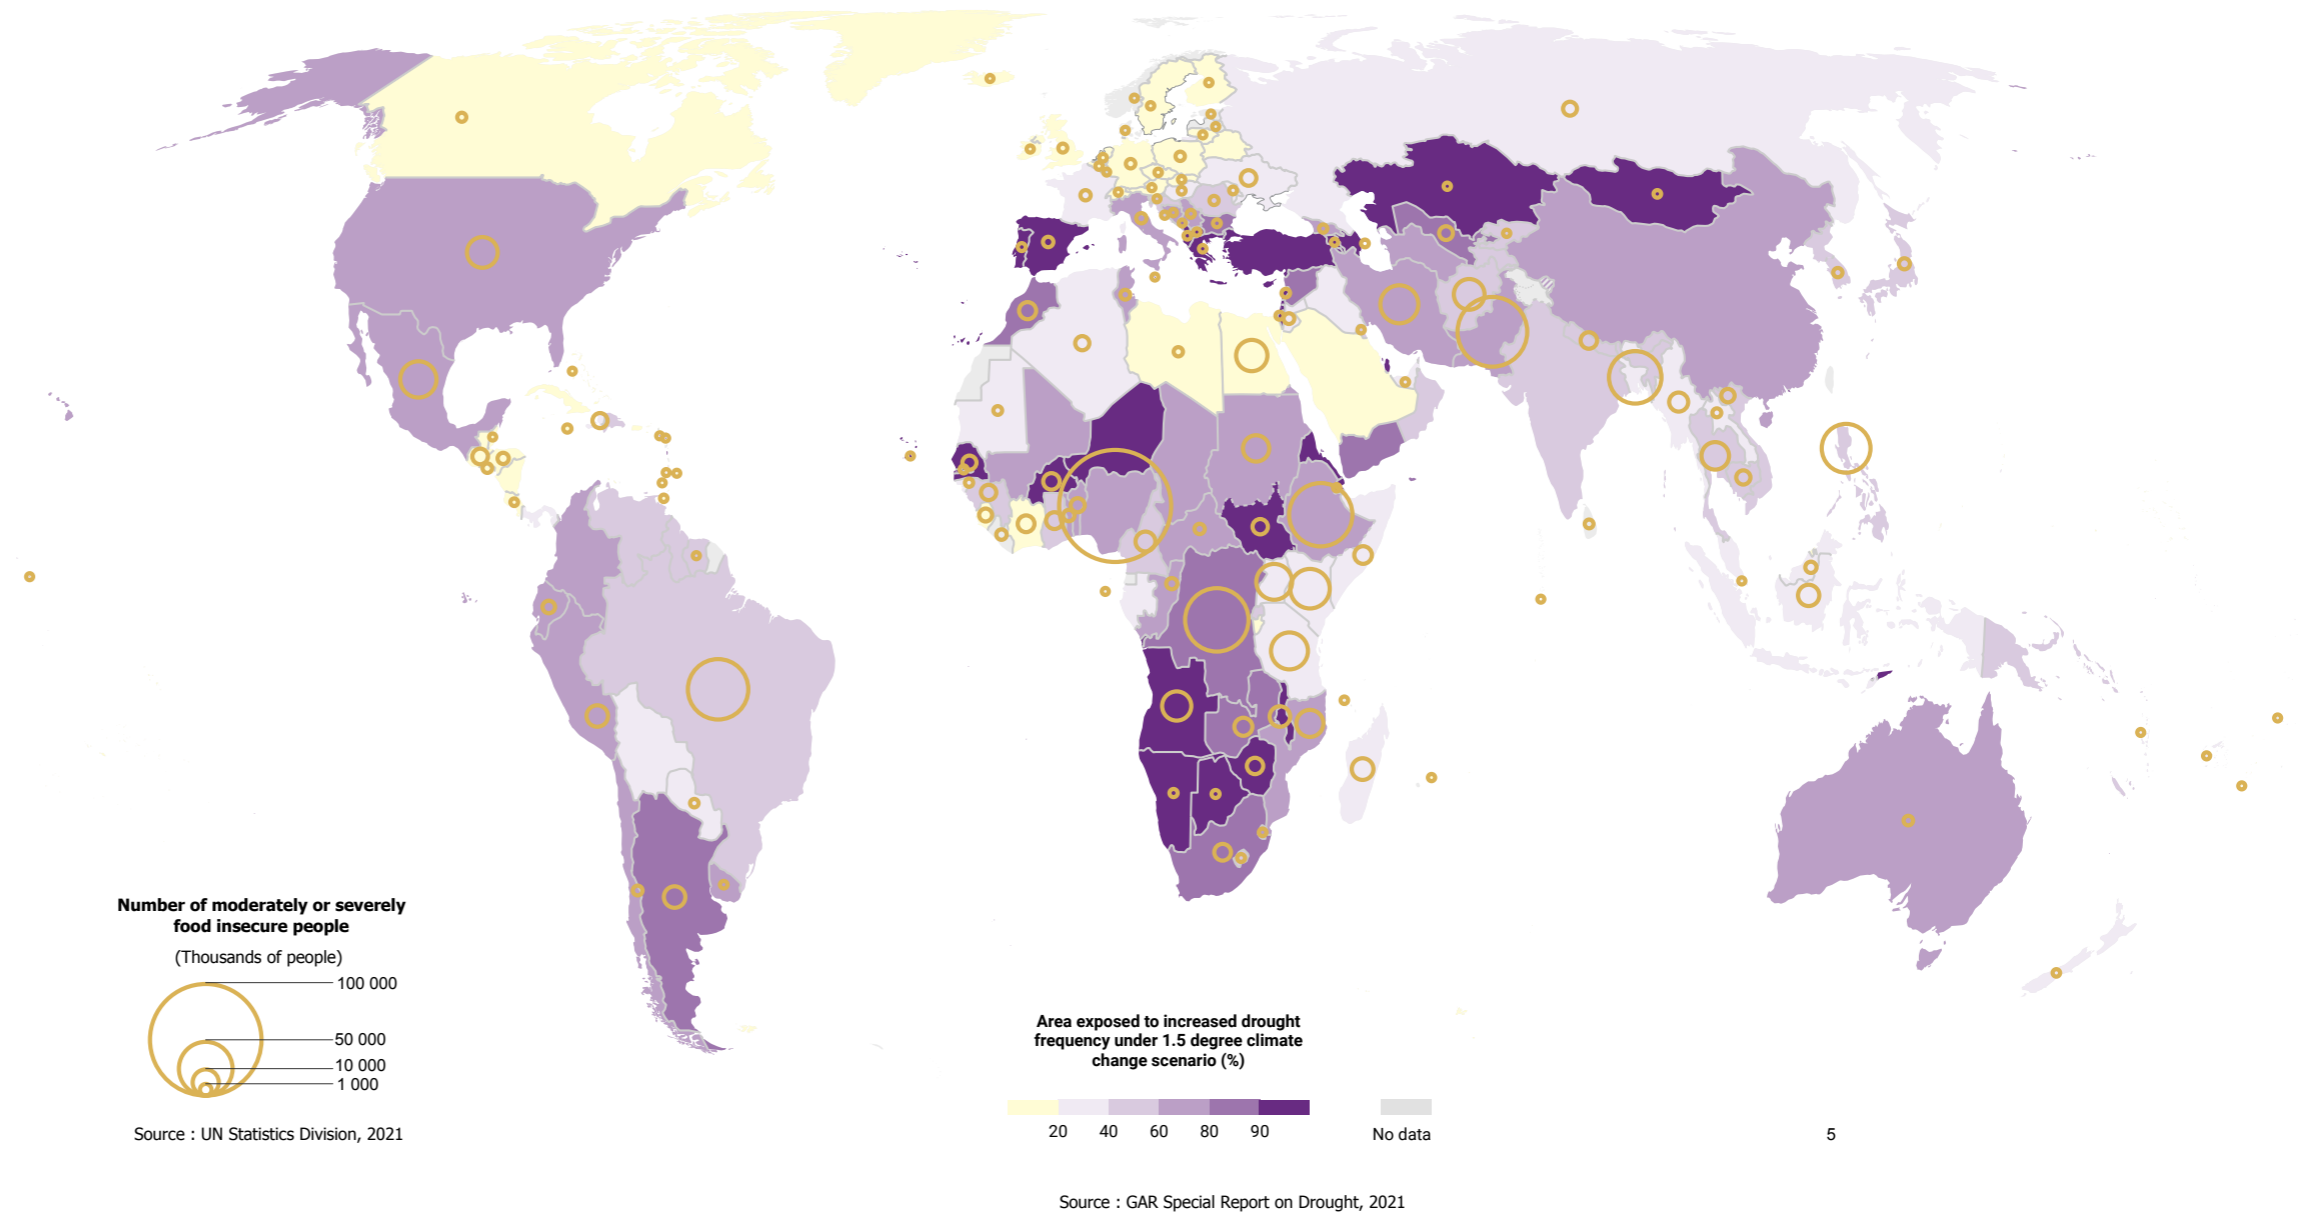 Number of moderately or severely
food insecure people
(Thousands of people)
100 000
50 000
10 000
1 000
Source : UN Statistics Division, 2021
Area exposed to increased drought
frequency under 1.5 degree climate
change scenario (%)
20 40 60 80 90
No data
5
Source : GAR Special Report on Drought, 2021